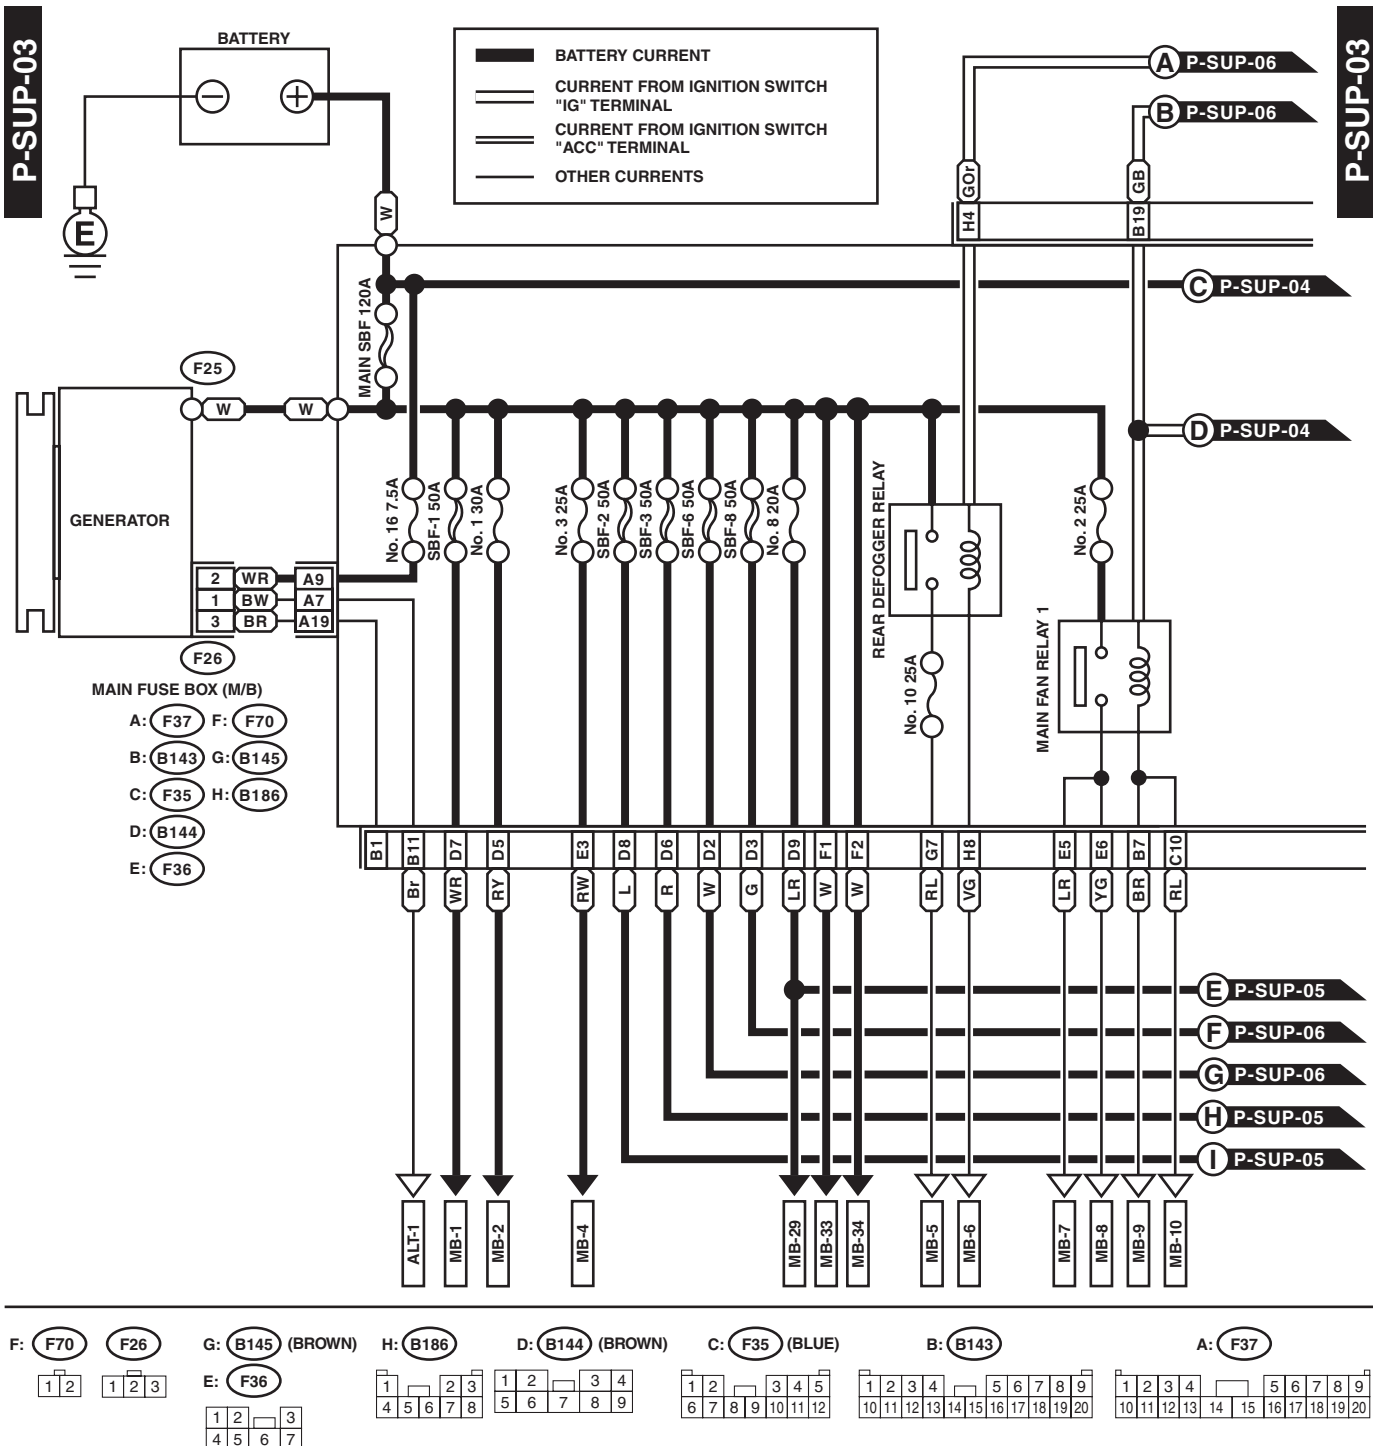 P-SUP-03
P-SUP-03
BATTERY
BATTERY CURRENT
CURRENT FROM IGNITION SWITCH
"IG" TERMINAL
CURRENT FROM IGNITION SWITCH
"ACC" TERMINAL
OTHER CURRENTS
A P-SUP-06
B P-SUP-06
E
W
GOr
GB
H4
B19
C P-SUP-04
MAIN SBF 120A
F25
W W
D P-SUP-04
GENERATOR
No. 16 7.5A
SBF-1 50A
No. 1 30A
No. 3 25A
SBF-2 50A
SBF-3 50A
SBF-6 50A
SBF-8 50A
No. 8 20A
REAR DEFOGGER RELAY
No. 2 25A
2 WR A9
1 BW A7
3 BR A19
F26
No. 10 25A
MAIN FAN RELAY 1
MAIN FUSE BOX (M/B)
A: F37 F: F70
B: B143 G: B145
C: F35 H: B186
D: B144
E: F36
B1 B11 D7 D5 E3 D8 D6 D2 D3 D9 F1 F2 G7 H8 E5 E6 B7 C10
Br WR RY RW L R W G LR W W RL VG LR YG BR RL
E P-SUP-05
F P-SUP-06
G P-SUP-06
H P-SUP-05
I P-SUP-05
ALT-1 MB-1 MB-2 MB-4 MB-29 MB-33 MB-34 MB-5 MB-6 MB-7 MB-8 MB-9 MB-10
F: F70 F26 G: B145 (BROWN) H: B186 D: B144 (BROWN) C: F35 (BLUE) B: B143 A: F37
E: F36
1 2
1 2 3
1 2 3
4 5 6 7
1 2 3
4 5 6 7 8
1 2 3 4
5 6 7 8 9
1 2 3 4 5
6 7 8 9 10 11 12
1 2 3 4 5 6 7 8 9
10 11 12 13 14 15 16 17 18 19 20
1 2 3 4 5 6 7 8 9
10 11 12 13 14 15 16 17 18 19 20